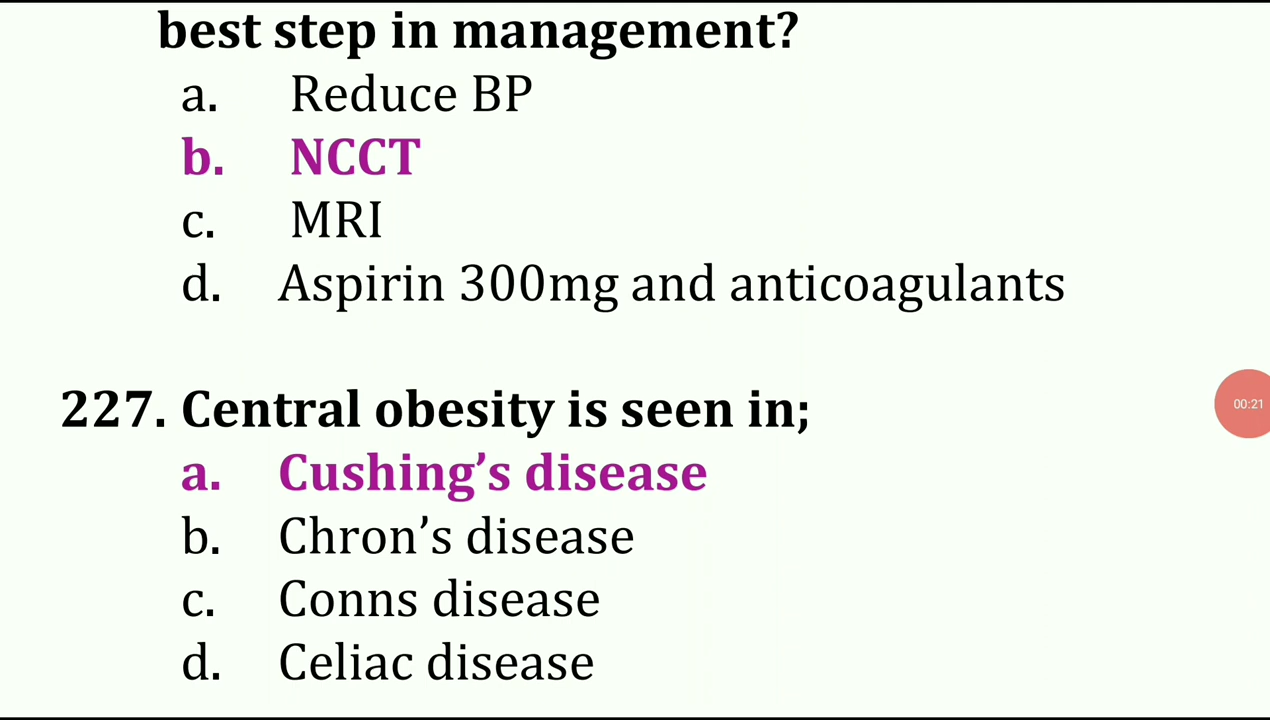 best step in management?
a. Reduce BP
b. NCCT
c. MRI
d. Aspirin 300mg and anticoagulants
227. Central obesity is seen in;
a. Cushing’s disease
b. Chron’s disease
c. Conns disease
d. Celiac disease
00:21